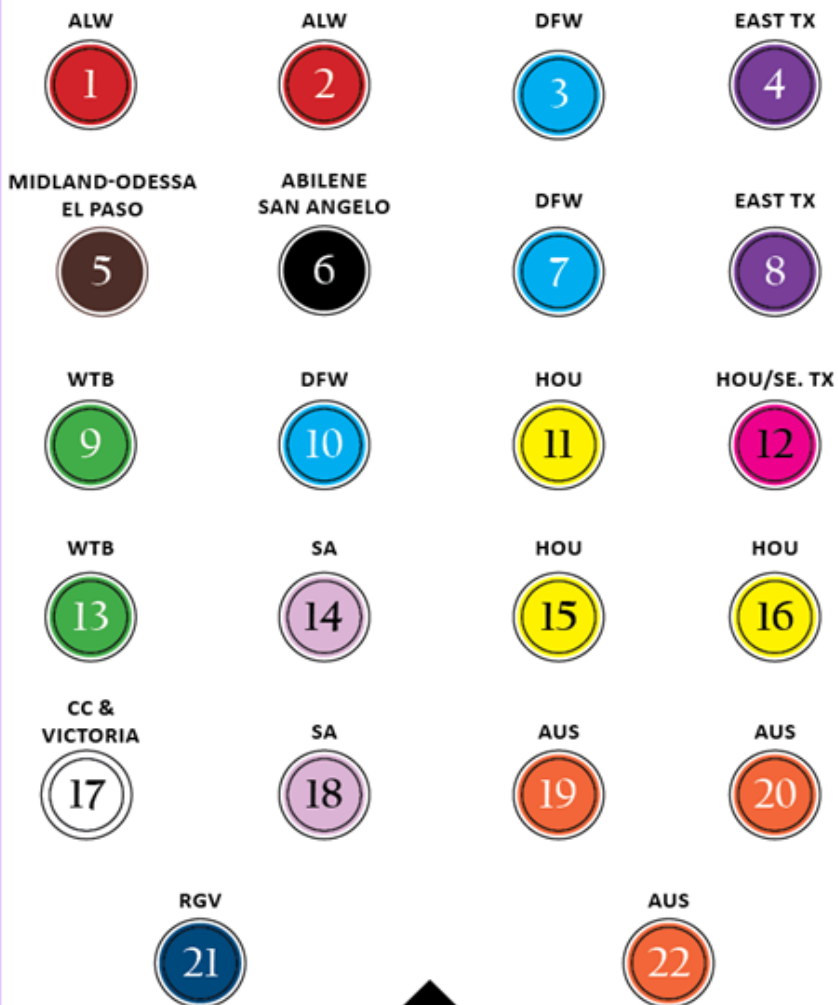 ALW ALW DFW EAST TX
1 2 3 4
MIDLAND-ODESSA
EL PASO
ABILENE
SAN ANGELO
DFW EAST TX
5 6 7 8
WTB DFW HOU HOU/SE. TX
9 10 11 12
WTB SA HOU HOU
13 14 15 16
CC &
VICTORIA
SA AUS AUS
17 18 19 20
RGV AUS
21 22